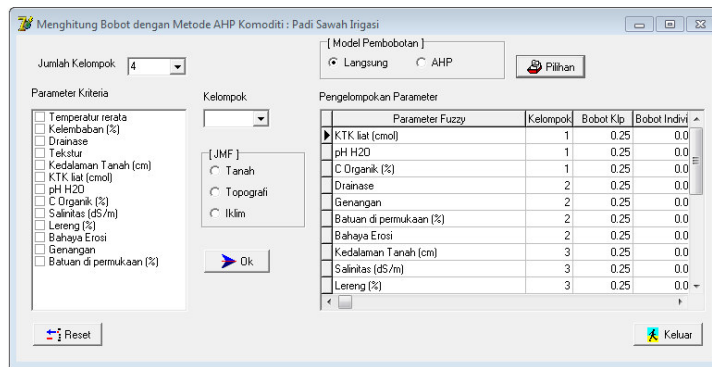 Menghitung Bobot dengan Metode AHP Komoditi : Padi Sawah Irigasi
Jumlah Kelompok 4
[ Model Pembobotan ]
Langsung AHP
Pilihan
Parameter Kriteria
Temperatur rerata
Kelembaban (%)
Drainase
Tekstur
Kedalaman Tanah (cm)
KTK liat (cmol)
pH H2O
C Organik (%)
Salinitas (dS/m)
Lereng (%)
Bahaya Erosi
Genangan
Batuan di permukaan (%)
Kelompok
[ JMF ]
Tanah
Topografi
Iklim
Ok
Pengelompokan Parameter
Parameter Fuzzy Kelompok Bobot Klp Bobot Indivi
KTK liat (cmol) 1 0.25 0.0
pH H2O 1 0.25 0.0
C Organik (%) 1 0.25 0.0
Drainase 2 0.25 0.0
Genangan 2 0.25 0.0
Batuan di permukaan (%) 2 0.25 0.0
Bahaya Erosi 2 0.25 0.0
Kedalaman Tanah (cm) 3 0.25 0.0
Salinitas (dS/m) 3 0.25 0.0
Lereng (%) 3 0.25 0.0
Reset
Keluar